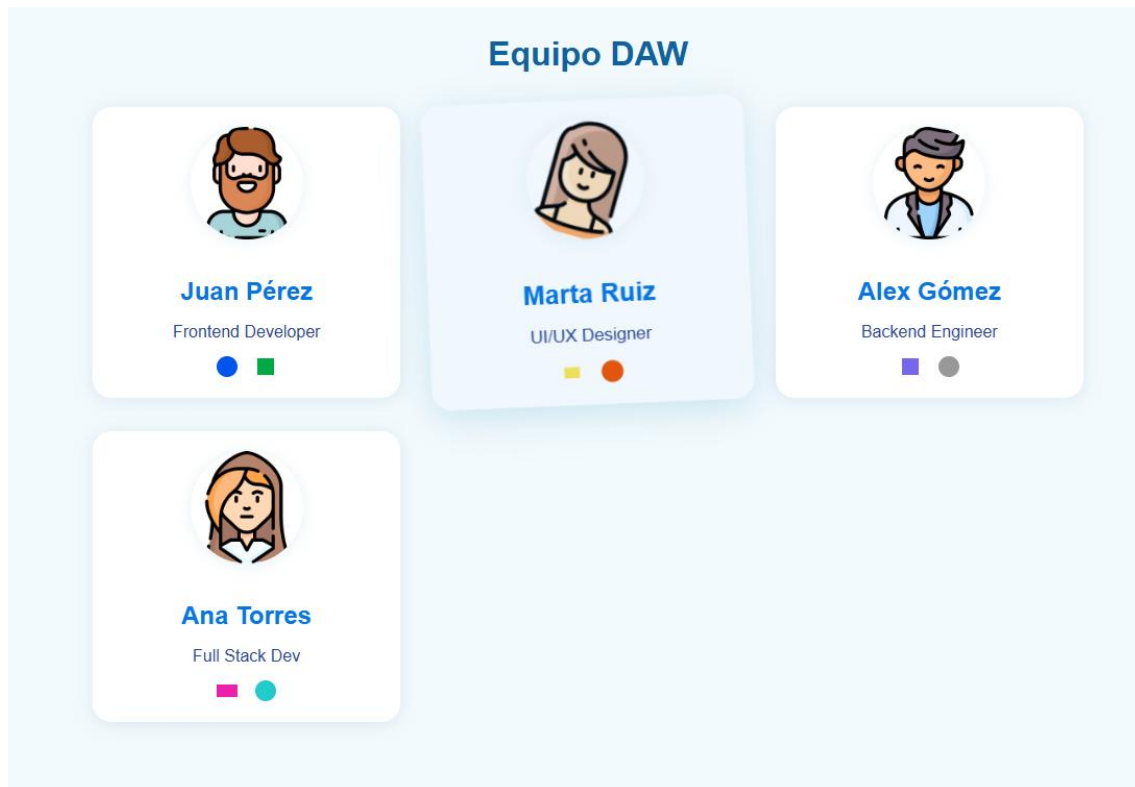 Equipo DAW
Juan Pérez
Frontend Developer
Marta Ruiz
UI/UX Designer
Alex Gómez
Backend Engineer
Ana Torres
Full Stack Dev